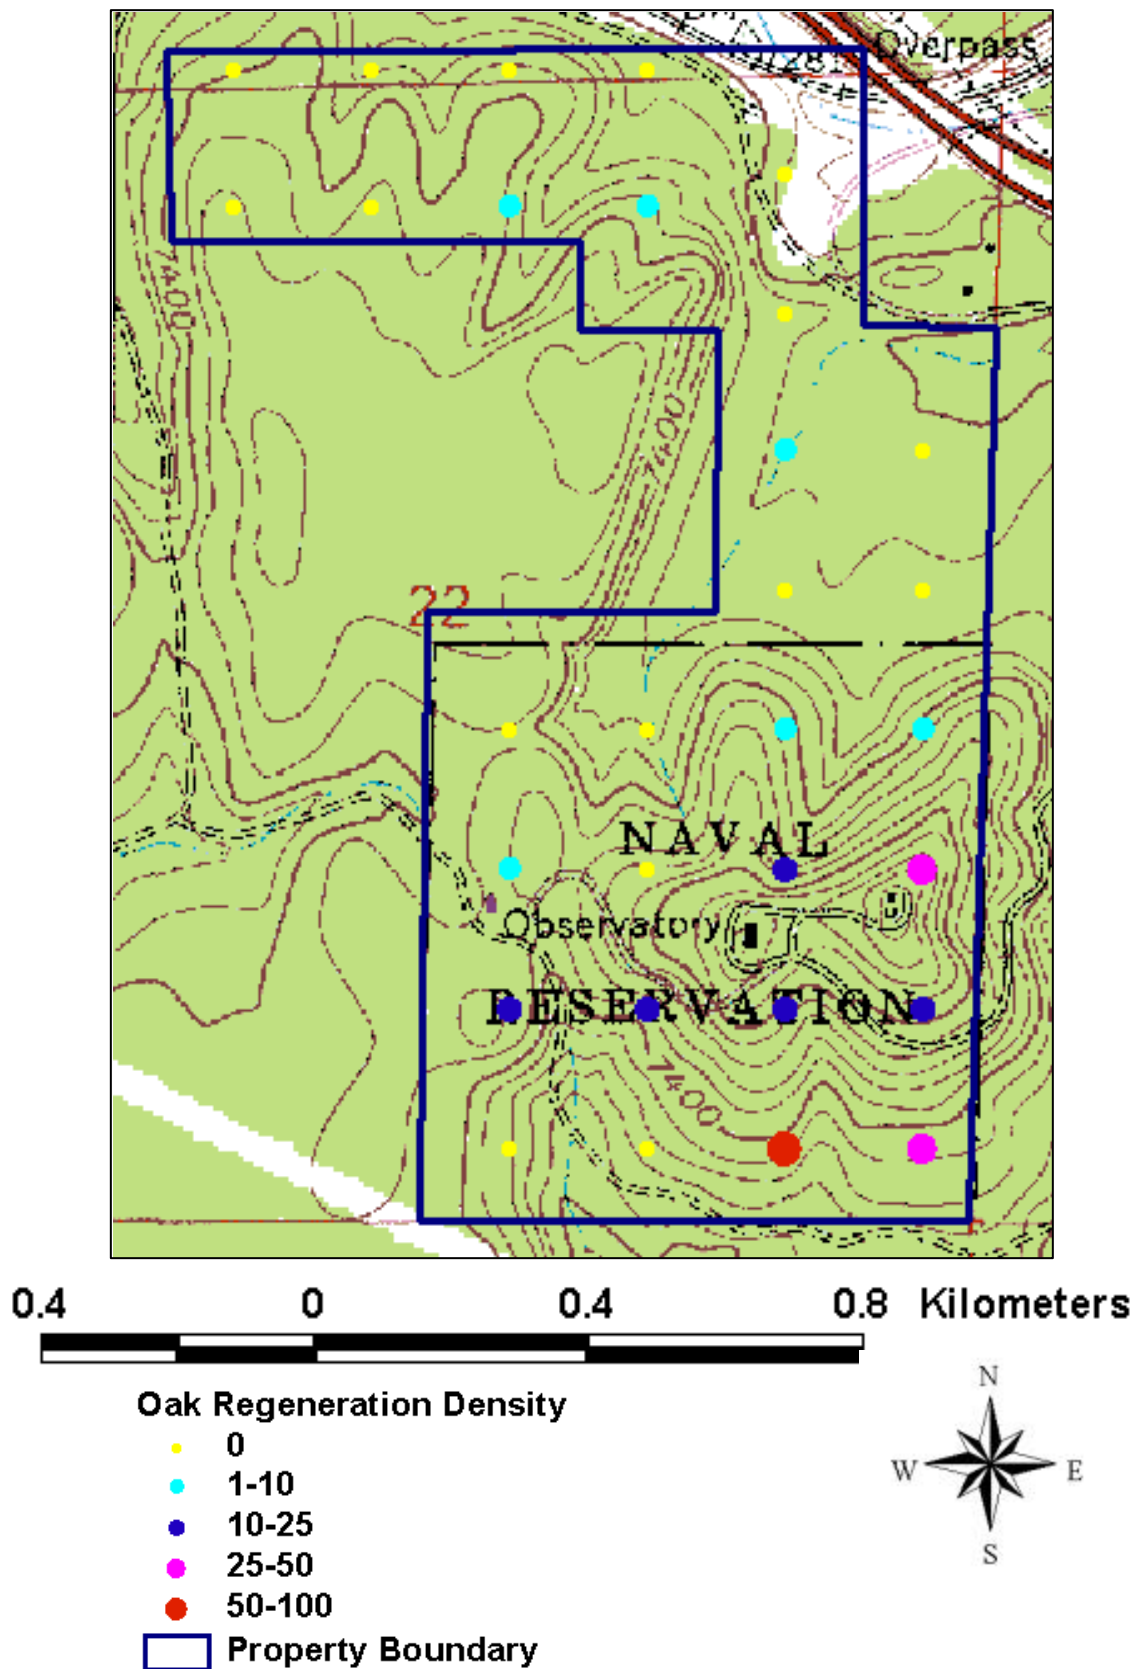 Overpass
7400
7400
22
NAVAL
Observatory
RESERVATION
7400
0.4 0 0.4 0.8 Kilometers
Oak Regeneration Density
0
1-10
10-25
25-50
50-100
Property Boundary
N
W E
S